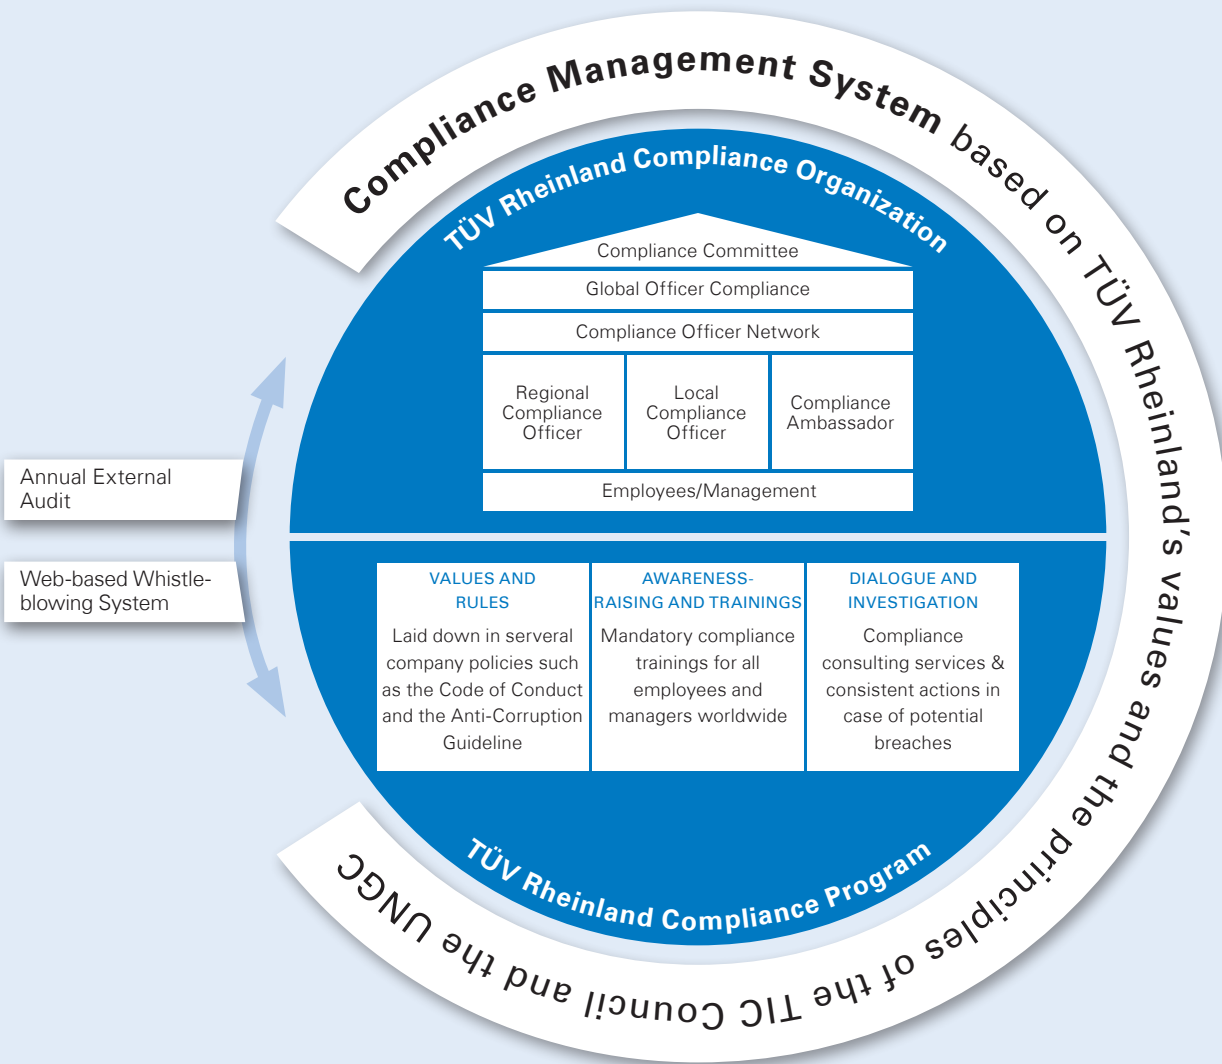 Compliance Management System based on TÜV Rheinland's values and the principles of the TIC Council and the UNGC
TÜV Rheinland Compliance Organization
Compliance Committee
Global Officer Compliance
Compliance Officer Network
Regional
Compliance
Officer
Local
Compliance
Officer
Compliance
Ambassador
Employees/Management
Annual External
Audit
Web-based Whistle-
blowing System
VALUES AND
RULES
Laid down in serveral
company policies such
as the Code of Conduct
and the Anti-Corruption
Guideline
AWARENESS-
RAISING AND TRAININGS
Mandatory compliance
trainings for all
employees and
managers worldwide
DIALOGUE AND
INVESTIGATION
Compliance
consulting services &
consistent actions in
case of potential
breaches
TÜV Rheinland Compliance Program